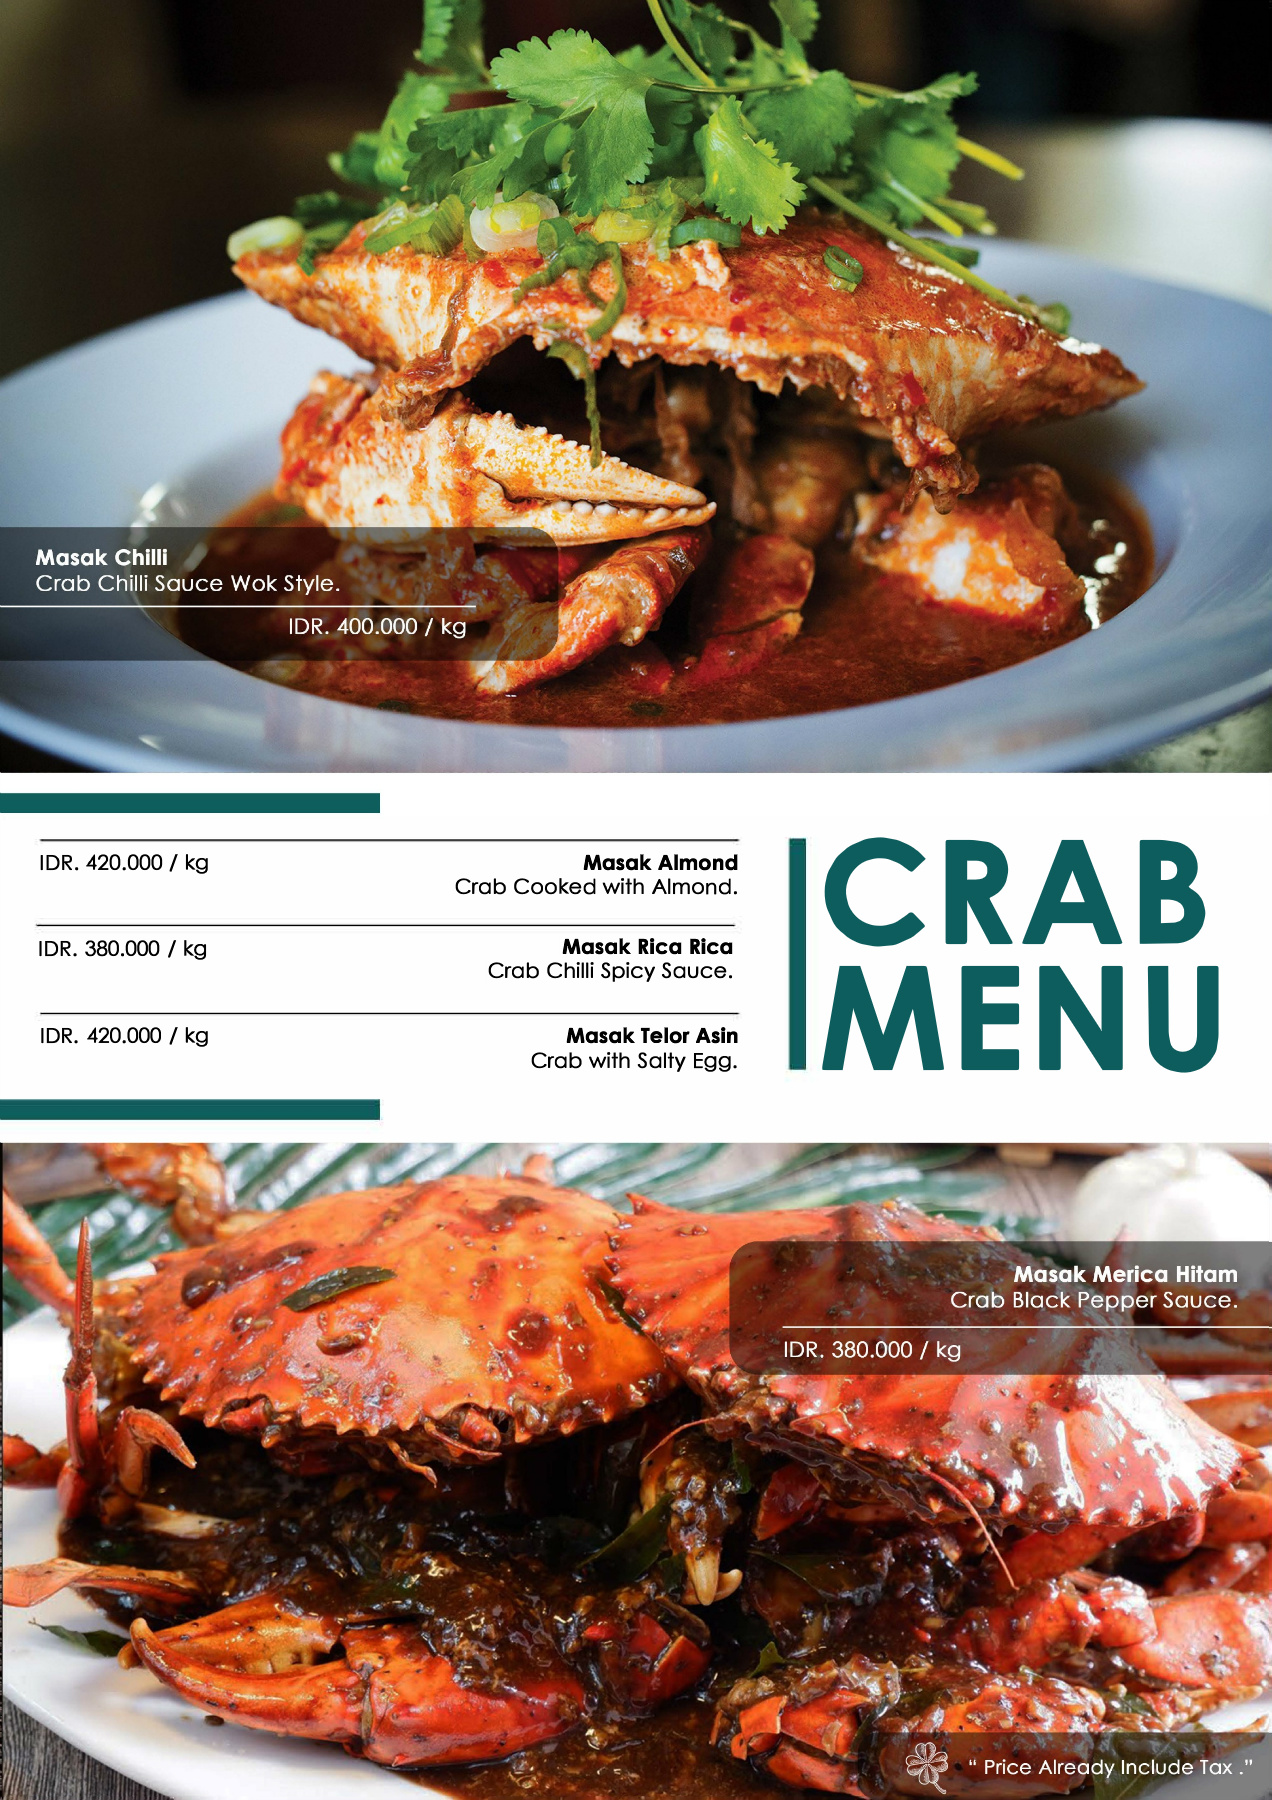 Masak Chilli
Crab Chilli Sauce Wok Style.
IDR. 400.000 / kg
IDR. 420.000 / kg
Masak Almond
Crab Cooked with Almond.
IDR. 380.000 / kg
Masak Rica Rica
Crab Chilli Spicy Sauce.
IDR. 420.000 / kg
Masak Telor Asin
Crab with Salty Egg.
CRAB
MENU
Masak Merica Hitam
Crab Black Pepper Sauce.
IDR. 380.000 / kg
“ Price Already Include Tax .”